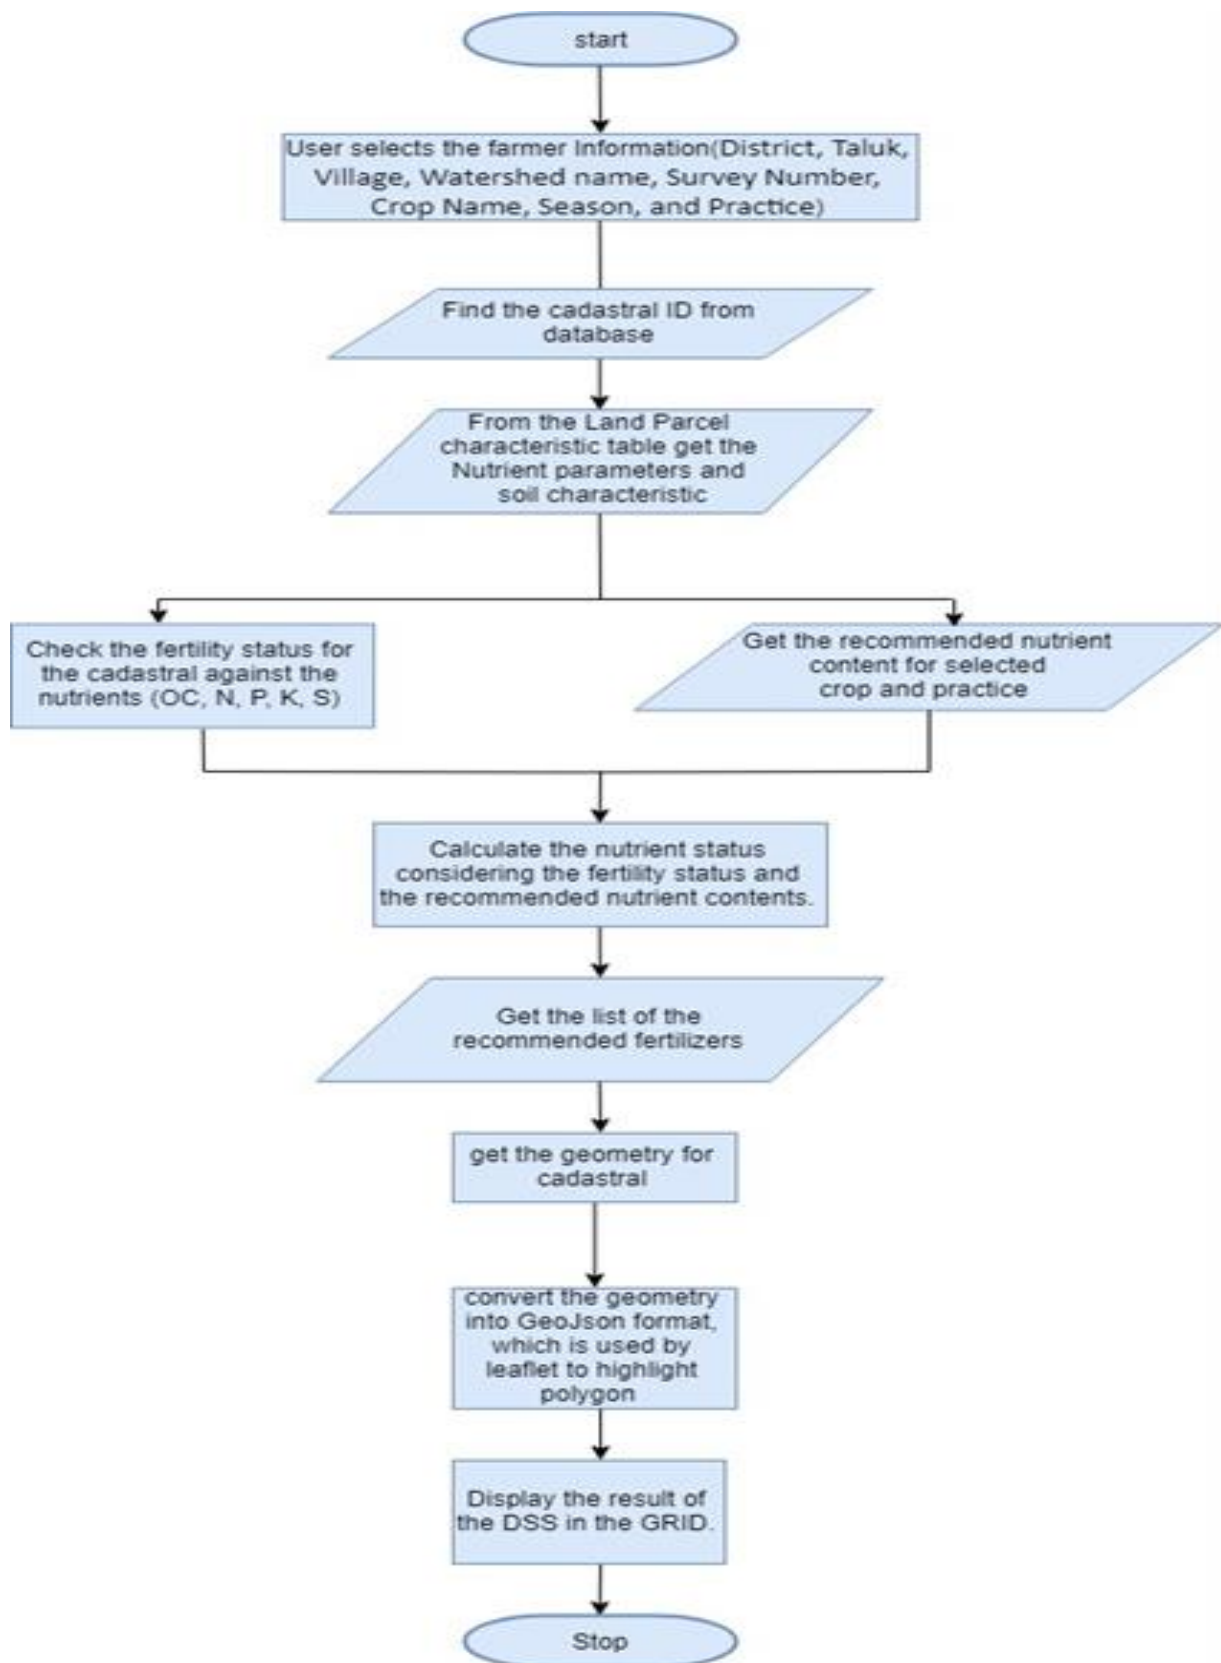 start
User selects the farmer Information(District, Taluk,
Village, Watershed name, Survey Number,
Crop Name, Season, and Practice)
Find the cadastral ID from
database
From the Land Parcel
characteristic table get the
Nutrient parameters and
soil characteristic
Check the fertility status for
the cadastral against the
nutrients (OC, N, P, K, S)
Get the recommended nutrient
content for selected
crop and practice
Calculate the nutrient status
considering the fertility status and
the recommended nutrient contents.
Get the list of the
recommended fertilizers
get the geometry for
cadastral
convert the geometry
into GeoJson format,
which is used by
leaflet to highlight
polygon
Display the result of
the DSS in the GRID.
Stop